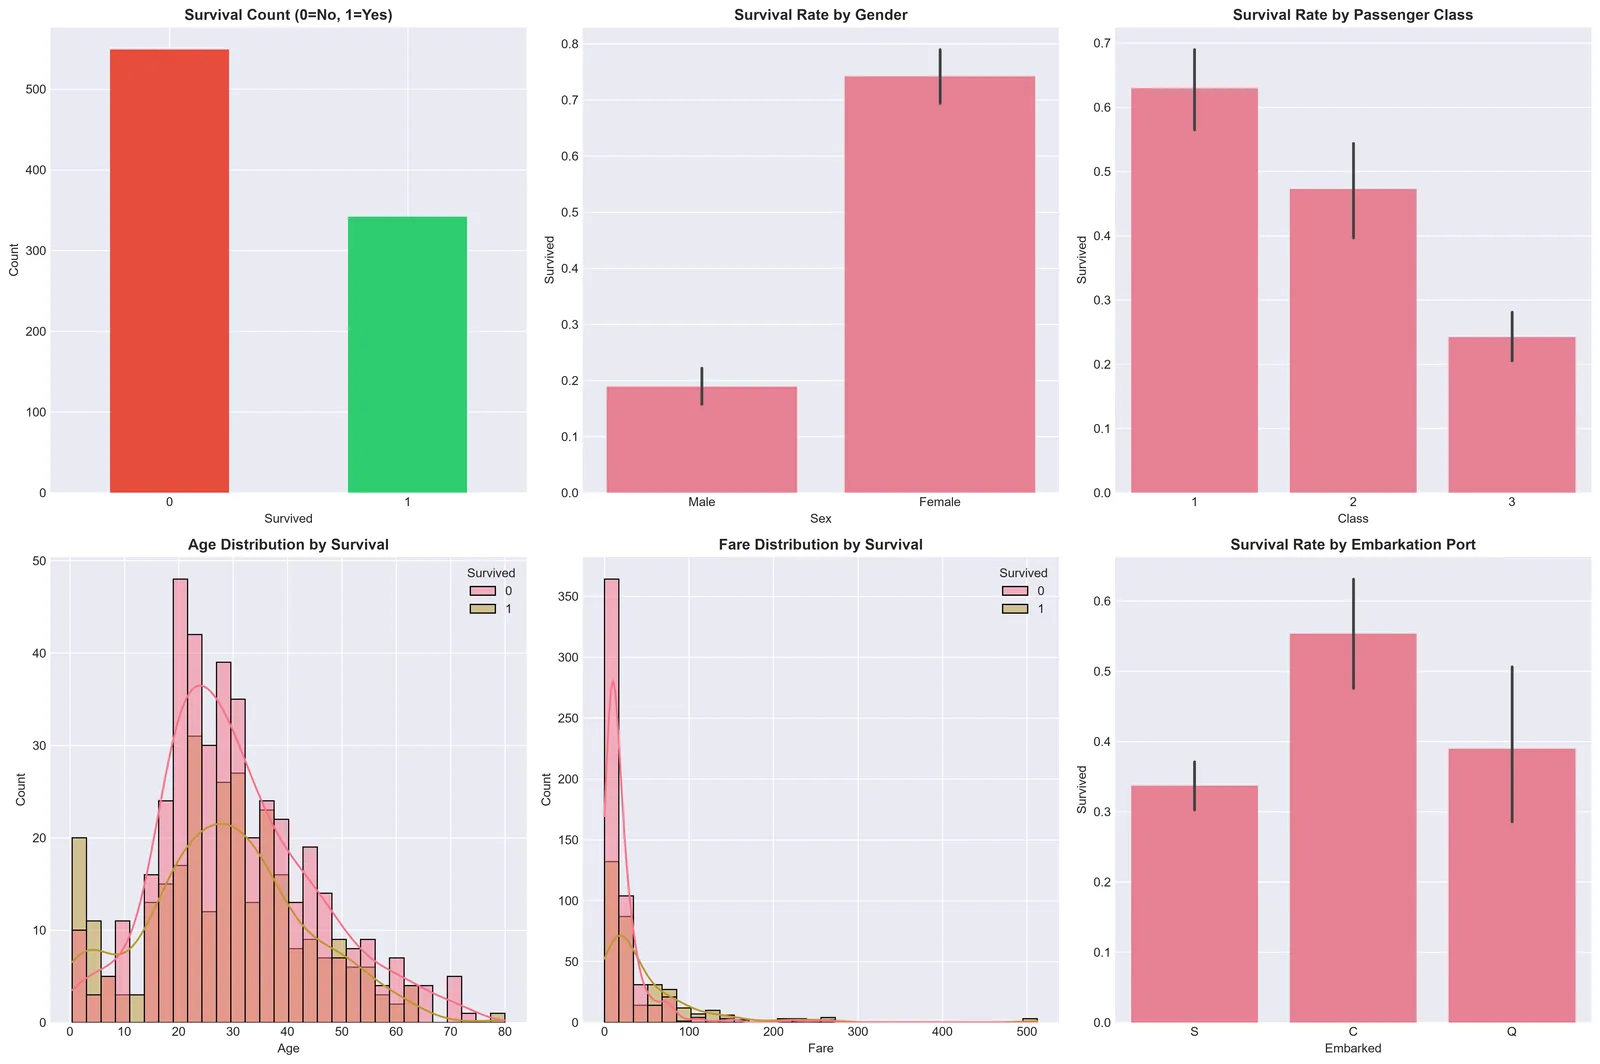 Survival Count (0=No, 1=Yes)
Count
500
400
300
200
100
0
0 1
Survived
Survival Rate by Gender
Survived
0.8
0.7
0.6
0.5
0.4
0.3
0.2
0.1
0.0
Male Female
Sex
Survival Rate by Passenger Class
Survived
0.7
0.6
0.5
0.4
0.3
0.2
0.1
0.0
1 2 3
Class
Age Distribution by Survival
Count
50
40
30
20
10
0
Survived
0
1
0 10 20 30 40 50 60 70 80
Age
Fare Distribution by Survival
Count
350
300
250
200
150
100
50
0
Survived
0
1
0 100 200 300 400 500
Fare
Survival Rate by Embarkation Port
Survived
0.6
0.5
0.4
0.3
0.2
0.1
0.0
S C Q
Embarked